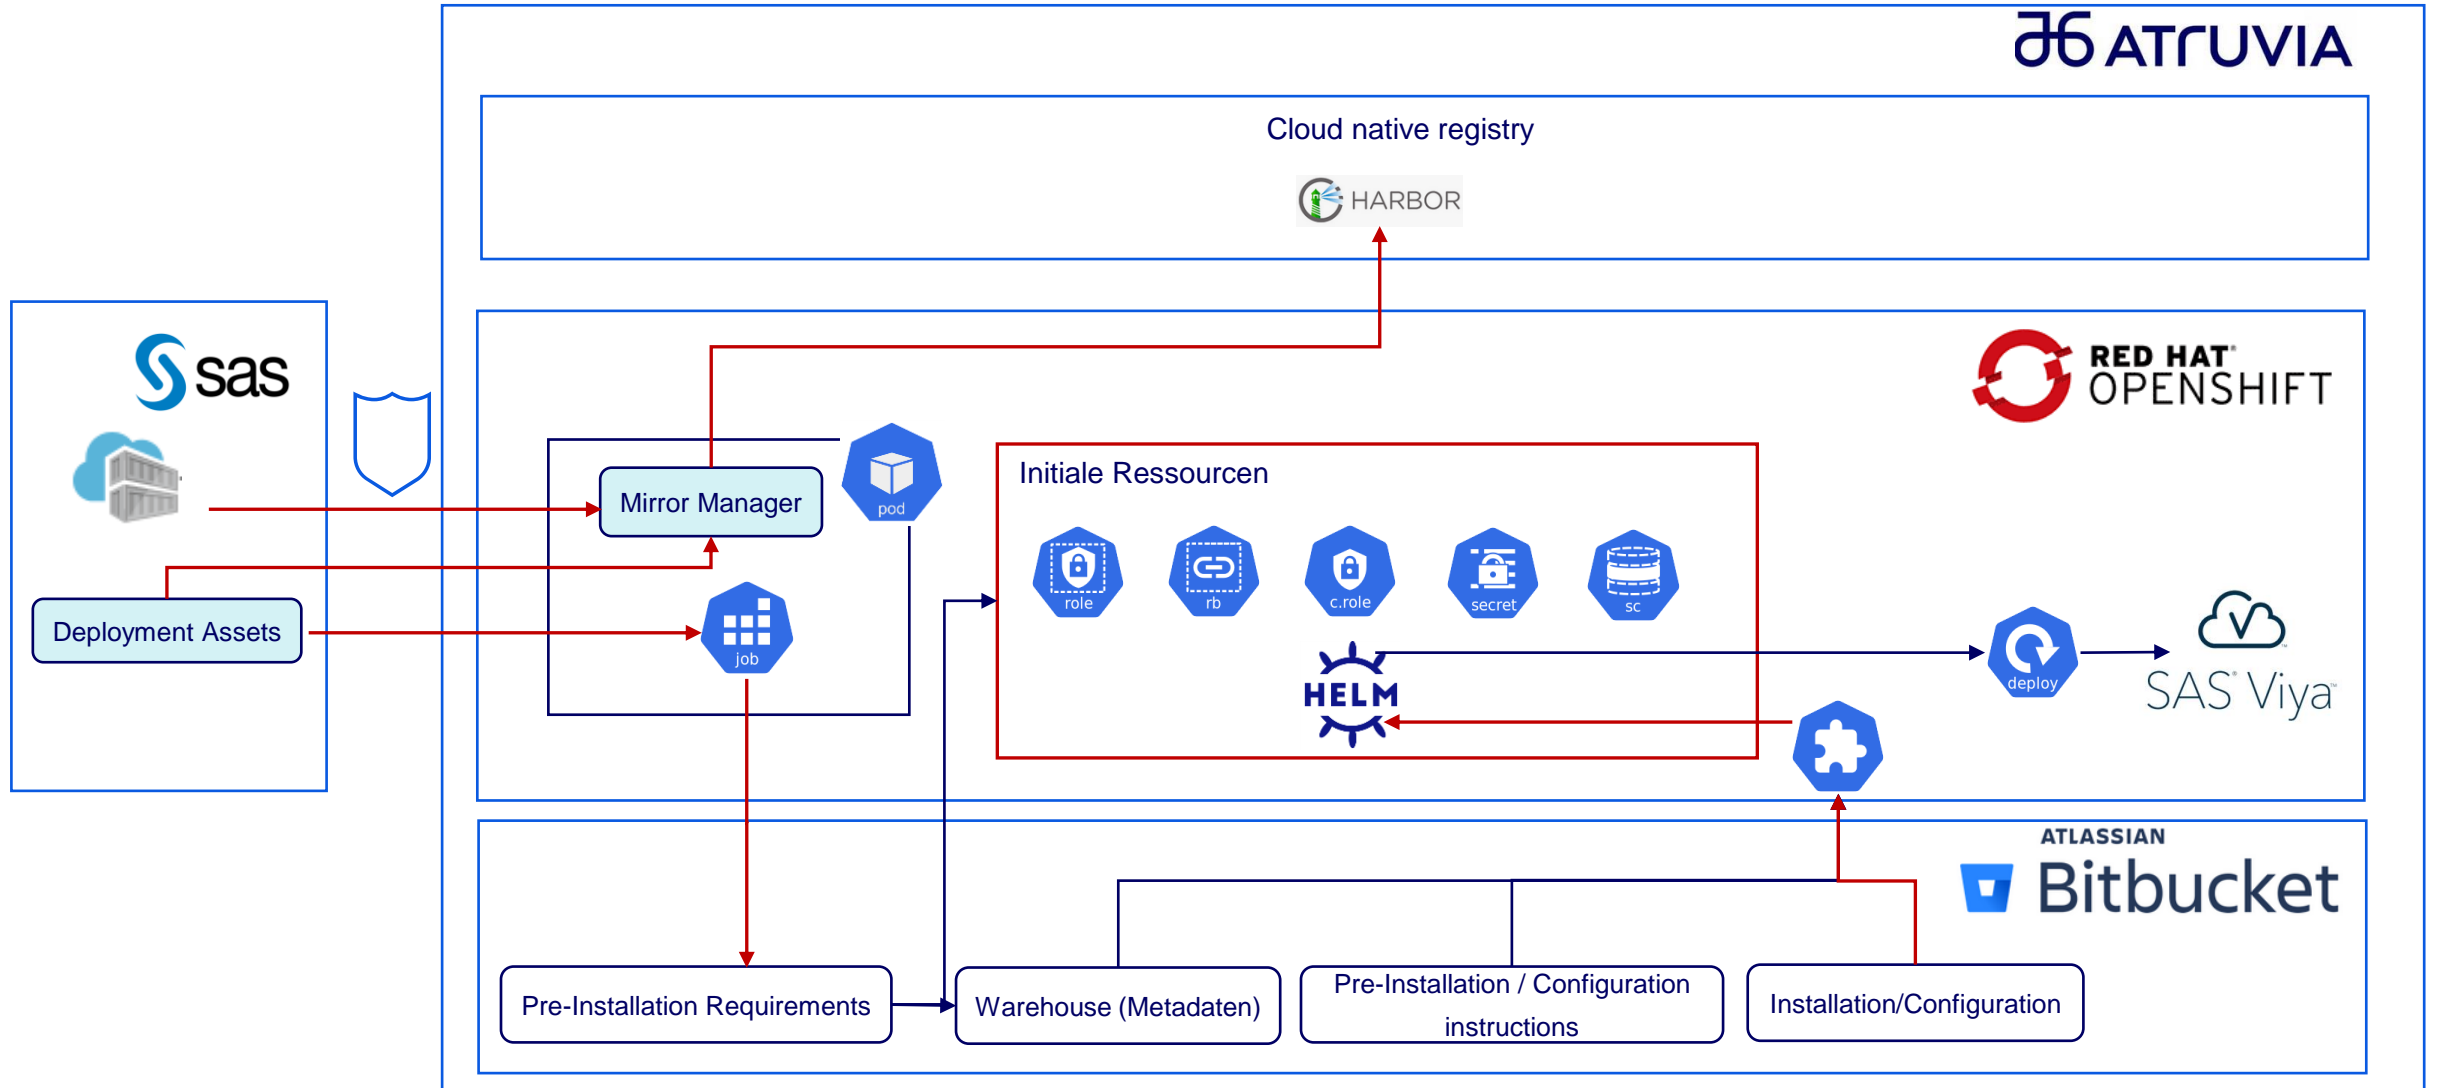 ATRUVIA
Cloud native registry
HARBOR
sas
RED HAT®
OPENSHIFT
pod
Mirror Manager
Initiale Ressourcen
role
rb
c.role
secret
sc
Deployment Assets
job
HELM
deploy
SAS® Viya™
ATLASSIAN
Bitbucket
Pre-Installation Requirements
Warehouse (Metadaten)
Pre-Installation / Configuration
instructions
Installation/Configuration